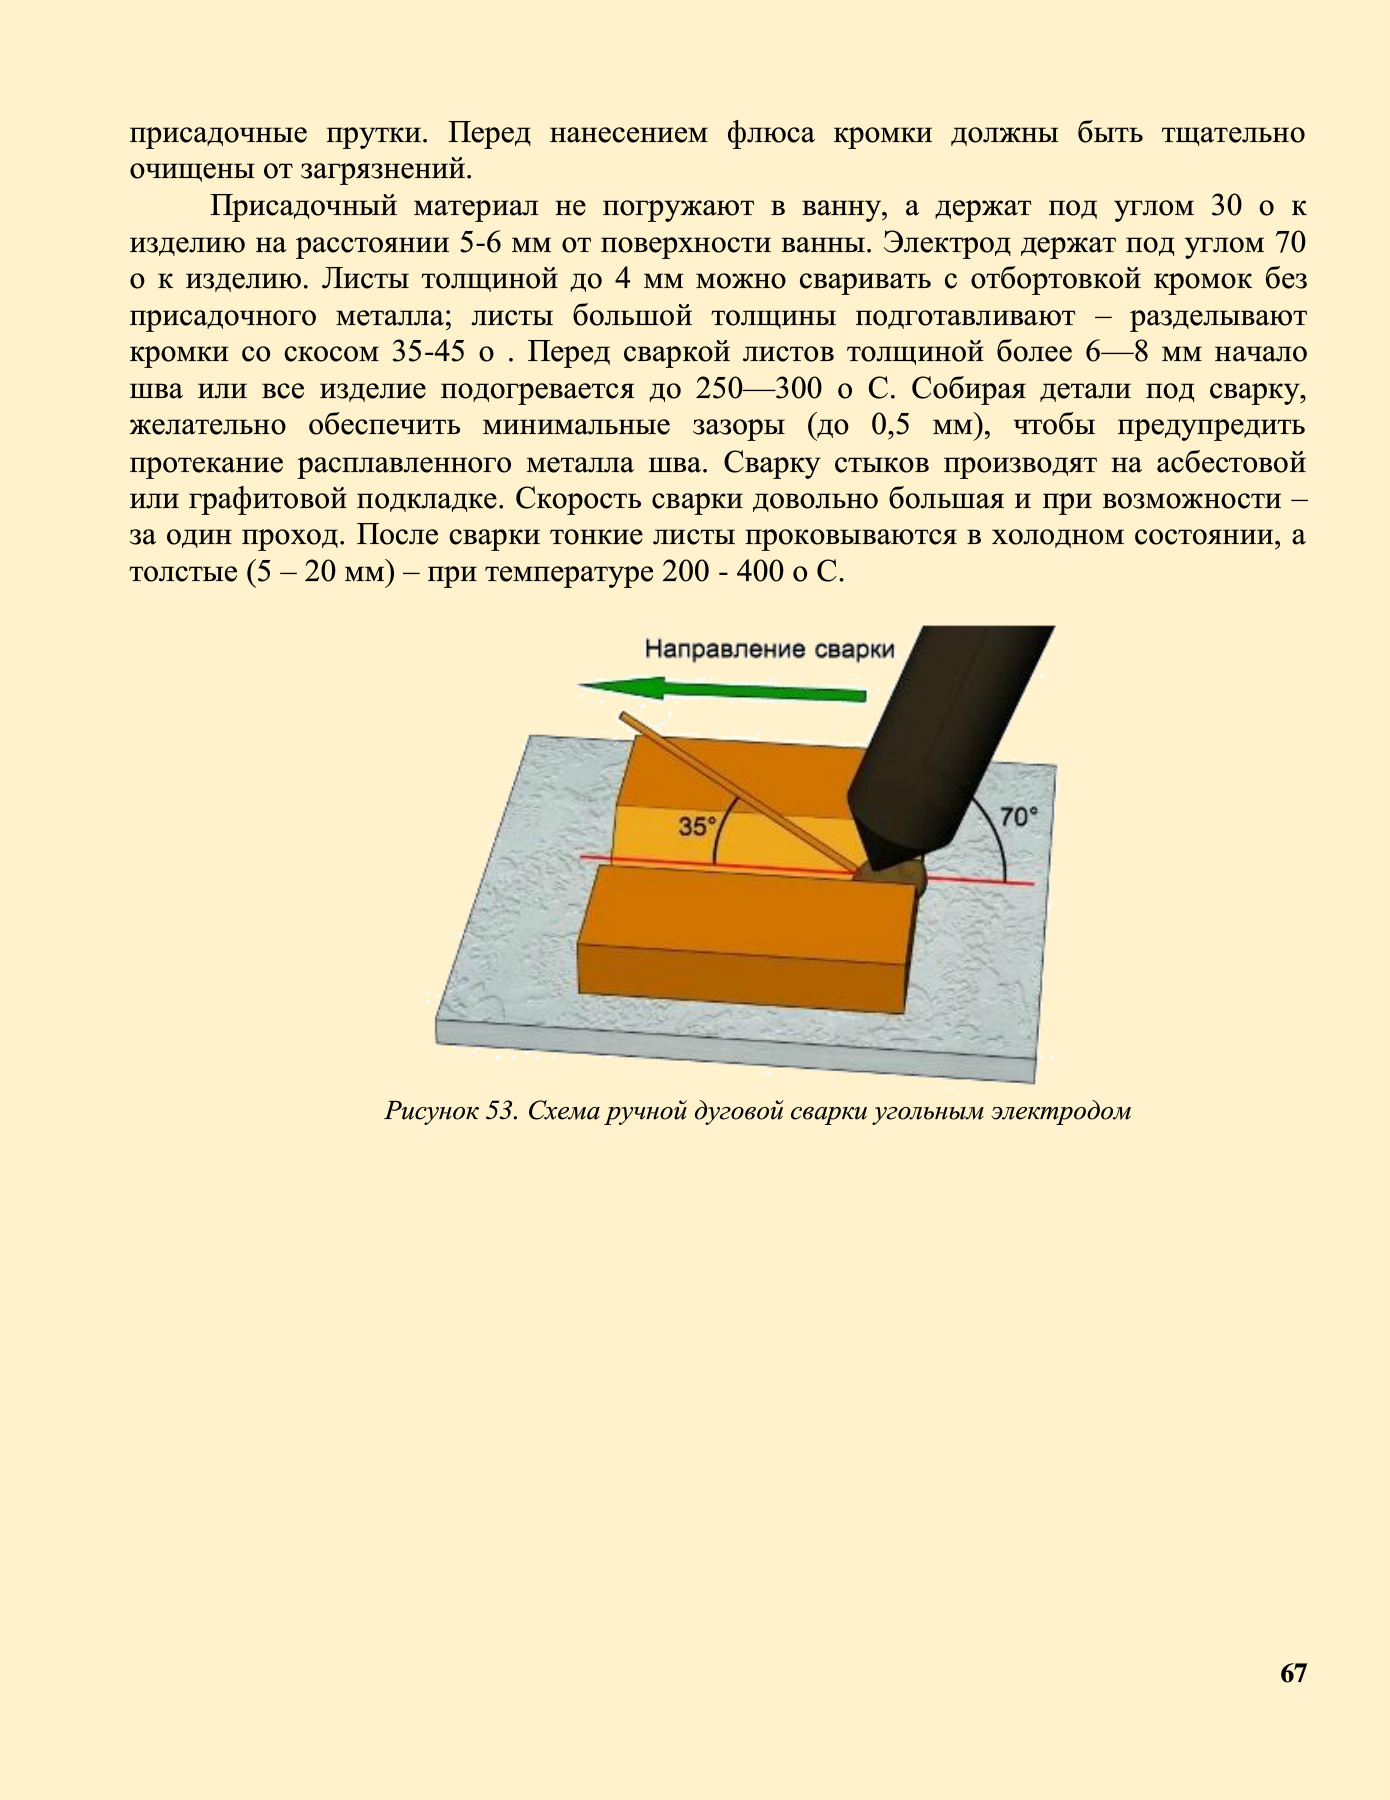 присадочные прутки. Перед нанесением флюса кромки должны быть тщательно
очищены от загрязнений.
Присадочный материал не погружают в ванну, а держат под углом 30 о к
изделию на расстоянии 5-6 мм от поверхности ванны. Электрод держат под углом 70
о к изделию. Листы толщиной до 4 мм можно сваривать с отбортовкой кромок без
присадочного металла; листы большой толщины подготавливают – разделывают
кромки со скосом 35-45 о . Перед сваркой листов толщиной более 6—8 мм начало
шва или все изделие подогревается до 250—300 о С. Собирая детали под сварку,
желательно обеспечить минимальные зазоры (до 0,5 мм), чтобы предупредить
протекание расплавленного металла шва. Сварку стыков производят на асбестовой
или графитовой подкладке. Скорость сварки довольно большая и при возможности –
за один проход. После сварки тонкие листы проковываются в холодном состоянии, а
толстые (5 – 20 мм) – при температуре 200 - 400 о С.
Направление сварки
35°
70°
Рисунок 53. Схема ручной дуговой сварки угольным электродом
67